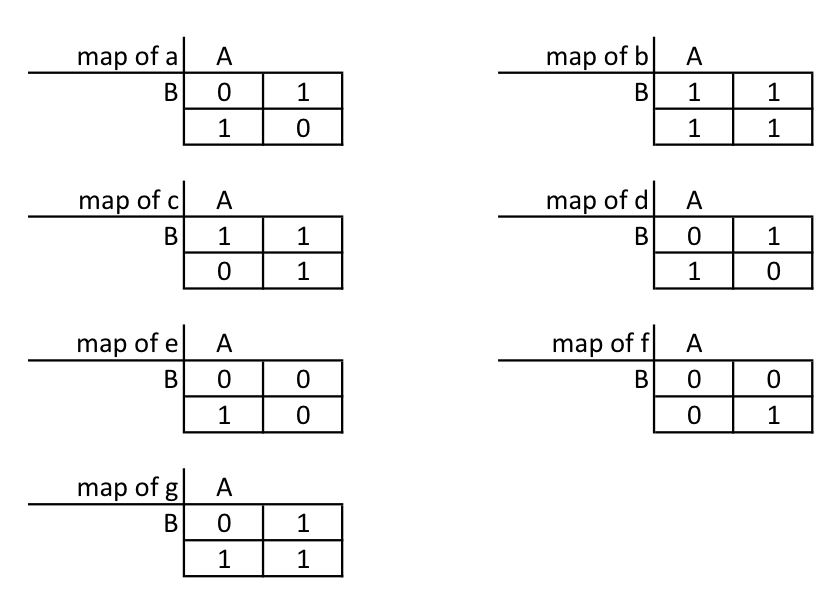 map of a A
B 0 1
1 0
map of b A
B 1 1
1 1
map of c A
B 1 1
0 1
map of d A
B 0 1
1 0
map of e A
B 0 0
1 0
map of f A
B 0 0
0 1
map of g A
B 0 1
1 1